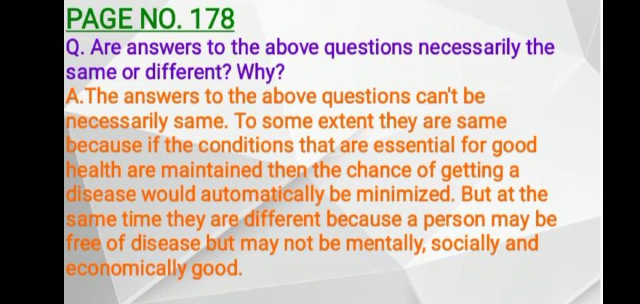 PAGE NO. 178
Q. Are answers to the above questions necessarily the
same or different? Why?
A.The answers to the above questions can't be
necessarily same. To some extent they are same
because if the conditions that are essential for good
health are maintained then the chance of getting a
disease would automatically be minimized. But at the
same time they are different because a person may be
free of disease but may not be mentally, socially and
economically good.